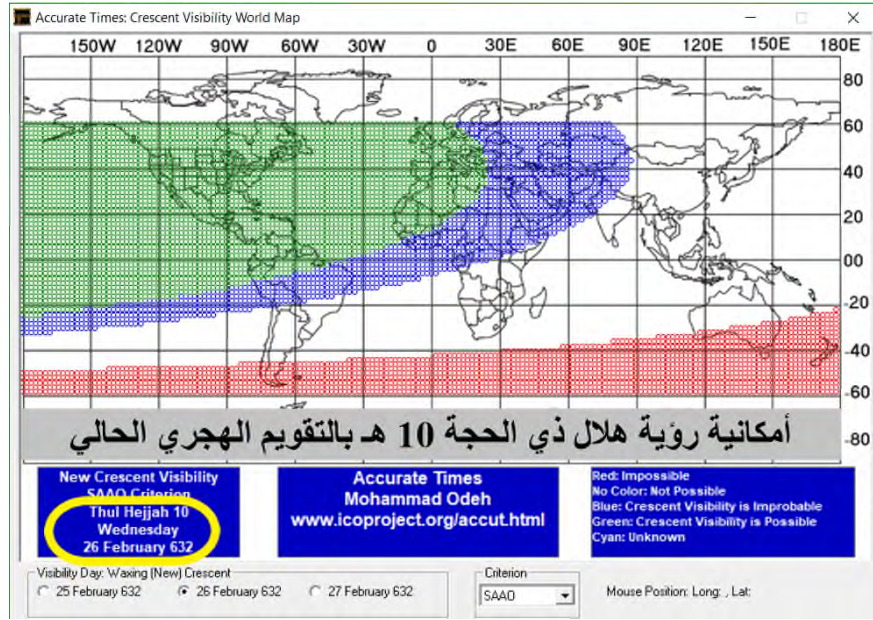 Accurate Times: Crescent Visibility World Map
150W 120W 90W 60W 30W 0 30E 60E 90E 120E 150E 180E
80
60
40
20
00
-20
-40
-60
-80
أمكانية رؤية هلال ذي الحجة 10 هـ بالتقويم الهجري الحالي
New Crescent Visibility
SAAO Criterion
Thul Hejjah 10
Wednesday
26 February 632
Accurate Times
Mohammad Odeh
www.icoproject.org/accut.html
Red: Impossible
No Color: Not Possible
Blue: Crescent Visibility is Improbable
Green: Crescent Visibility is Possible
Cyan: Unknown
Visibility Day: Waxing (New) Crescent
25 February 632 26 February 632 27 February 632
Criterion
SAAO
Mouse Position: Long: , Lat: